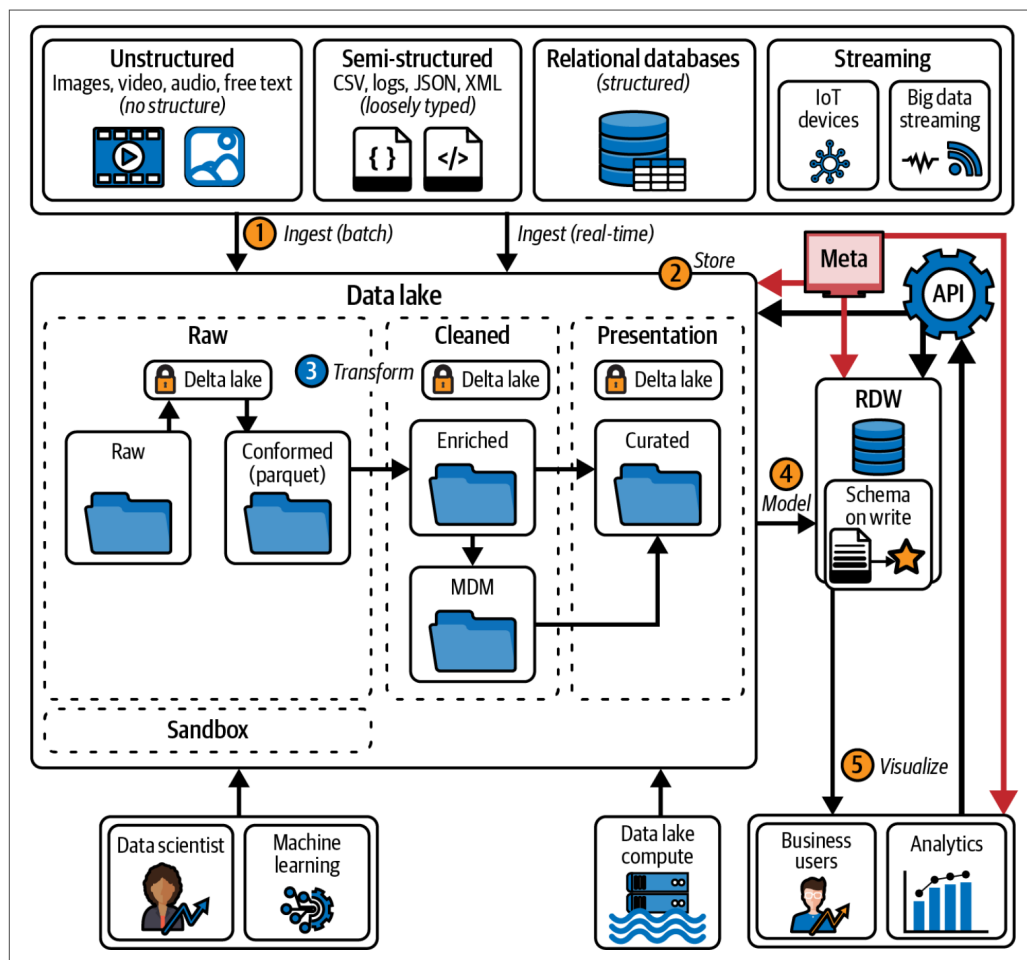 Unstructured
Images, video, audio, free text
(no structure)
Semi-structured
CSV, logs, JSON, XML
(loosely typed)
{ }
</>
Relational databases
(structured)
Streaming
IoT
devices
Big data
streaming
1
Ingest (batch)
Ingest (real-time)
2
Store
Meta
API
Data lake
Raw
Delta lake
3
Transform
Raw
Conformed
(parquet)
Cleaned
Delta lake
Enriched
MDM
Presentation
Delta lake
Curated
Sandbox
4
Model
RDW
Schema
on write
5
Visualize
Data scientist
Machine
learning
Data lake
compute
Business
users
Analytics